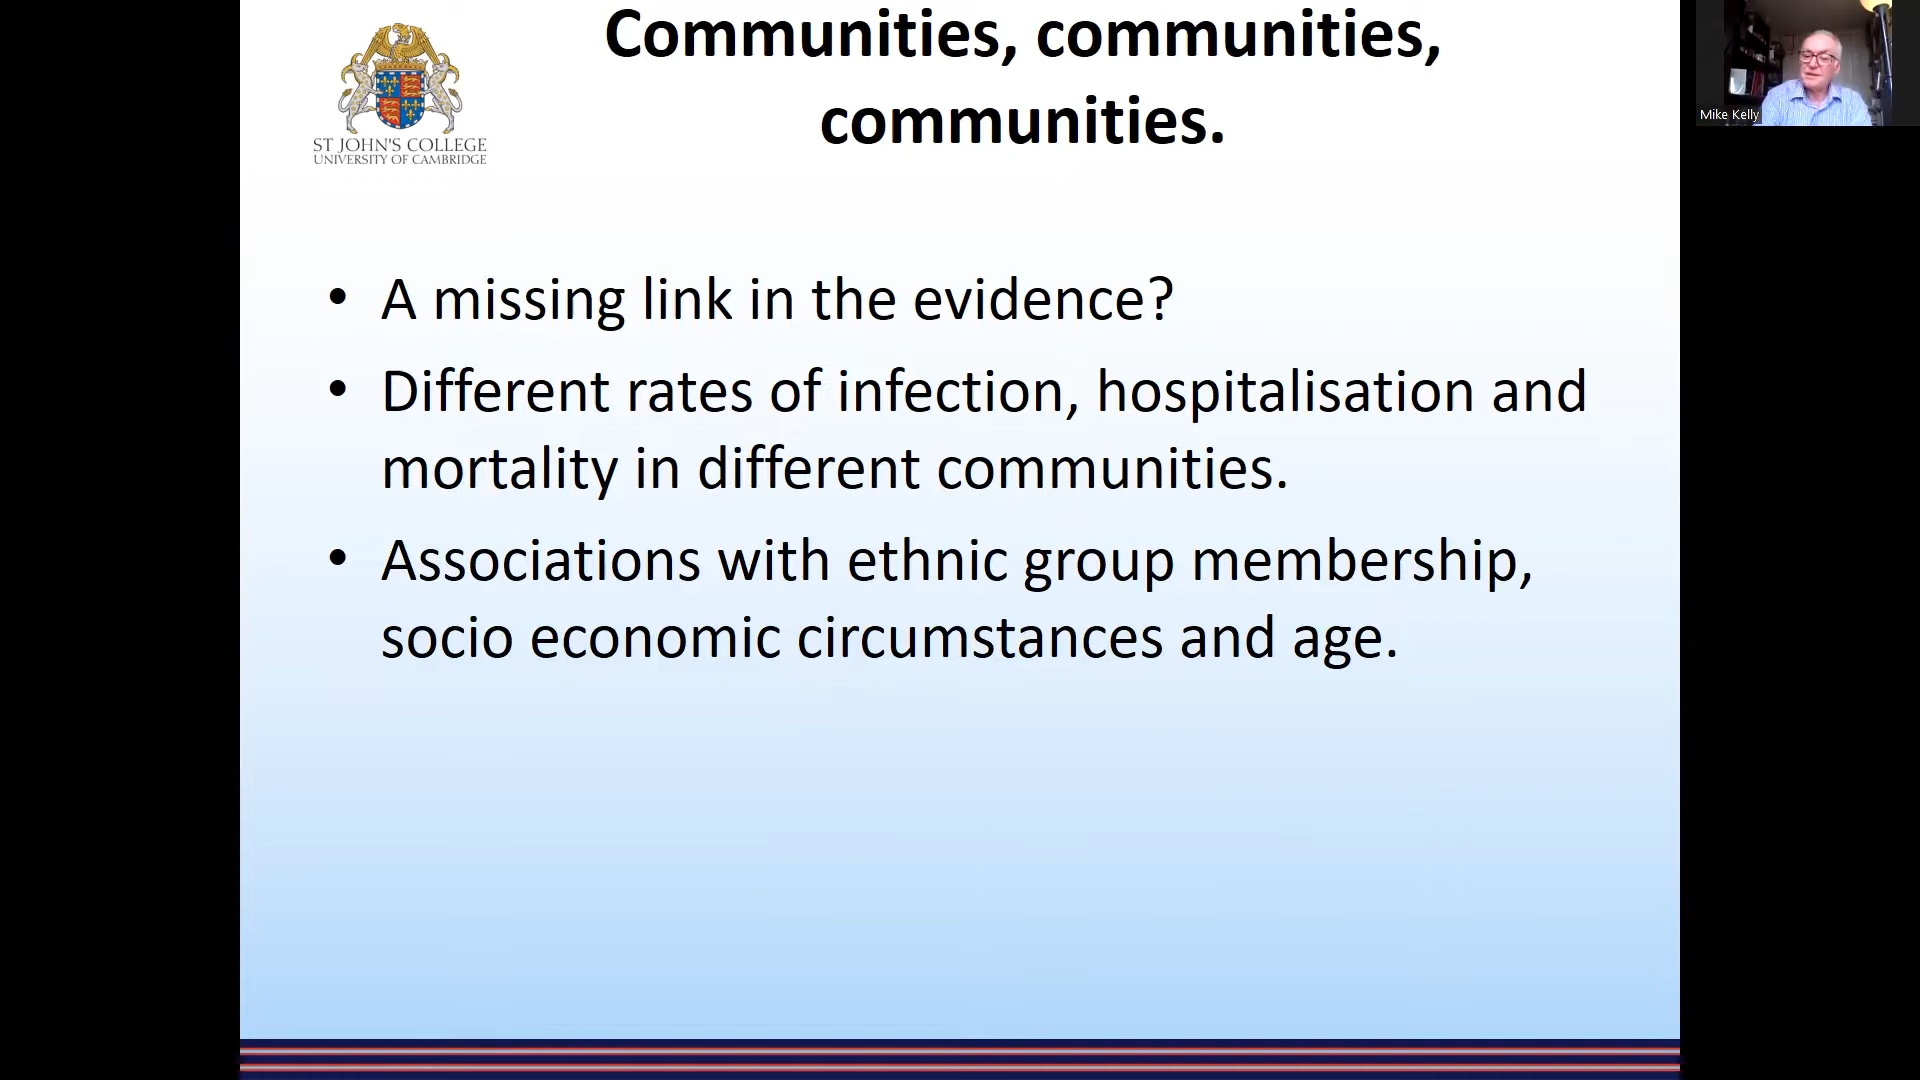 Communities, communities,
communities.
ST JOHN'S COLLEGE
UNIVERSITY OF CAMBRIDGE
Mike Kelly
• A missing link in the evidence?
• Different rates of infection, hospitalisation and
mortality in different communities.
• Associations with ethnic group membership,
socio economic circumstances and age.